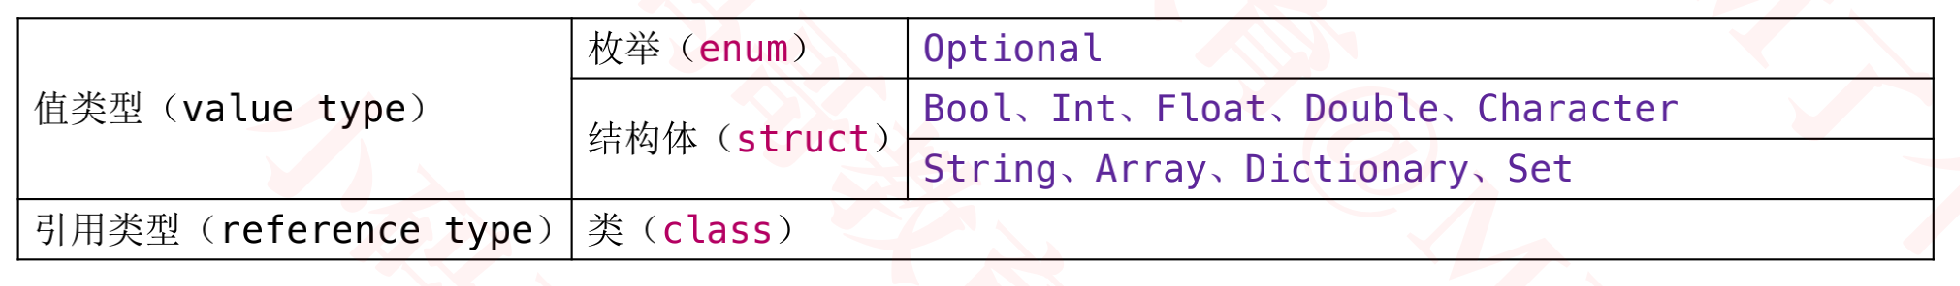 值类型（value type）
枚举（enum）
Optional
结构体（struct）
Bool、Int、Float、Double、Character
String、Array、Dictionary、Set
引用类型（reference type）
类（class）